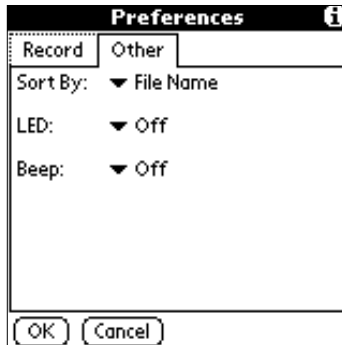 Preferences i
Record Other
Sort By: File Name
LED: Off
Beep: Off
OK Cancel